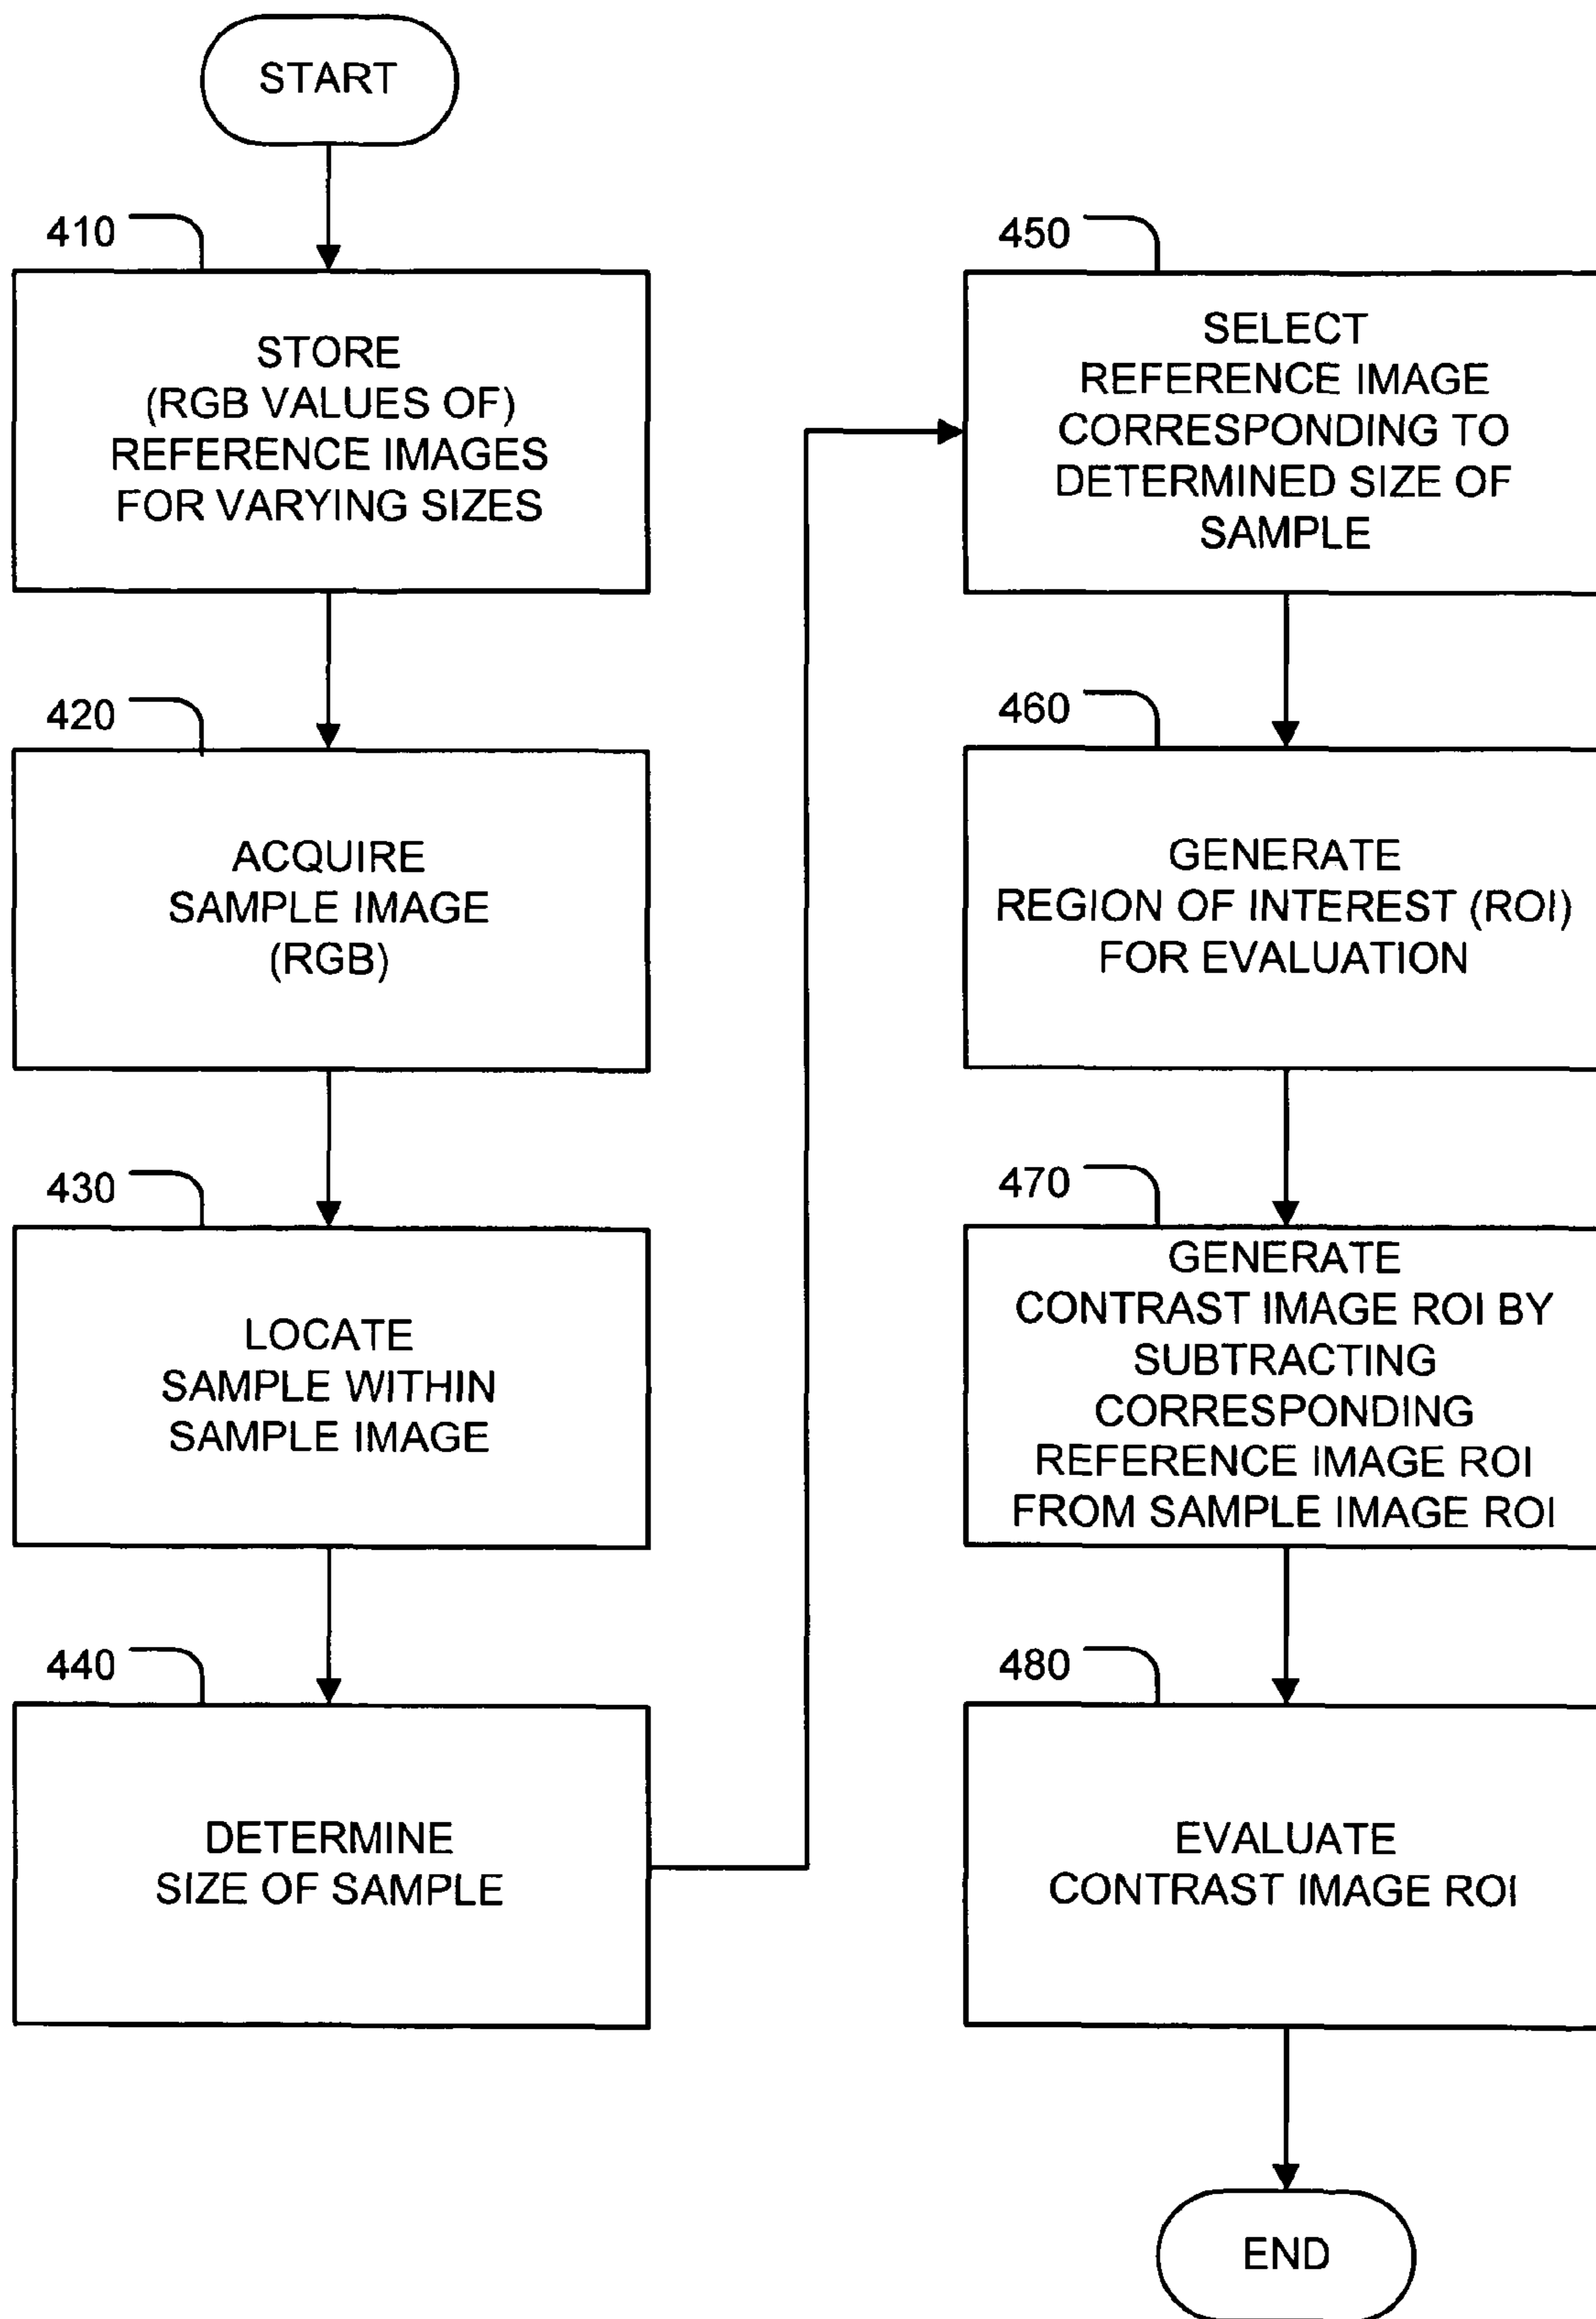 START
410
STORE
(RGB VALUES OF)
REFERENCE IMAGES
FOR VARYING SIZES
420
ACQUIRE
SAMPLE IMAGE
(RGB)
430
LOCATE
SAMPLE WITHIN
SAMPLE IMAGE
440
DETERMINE
SIZE OF SAMPLE
450
SELECT
REFERENCE IMAGE
CORRESPONDING TO
DETERMINED SIZE OF
SAMPLE
460
GENERATE
REGION OF INTEREST (ROI)
FOR EVALUATION
470
GENERATE
CONTRAST IMAGE ROI BY
SUBTRACTING
CORRESPONDING
REFERENCE IMAGE ROI
FROM SAMPLE IMAGE ROI
480
EVALUATE
CONTRAST IMAGE ROI
END